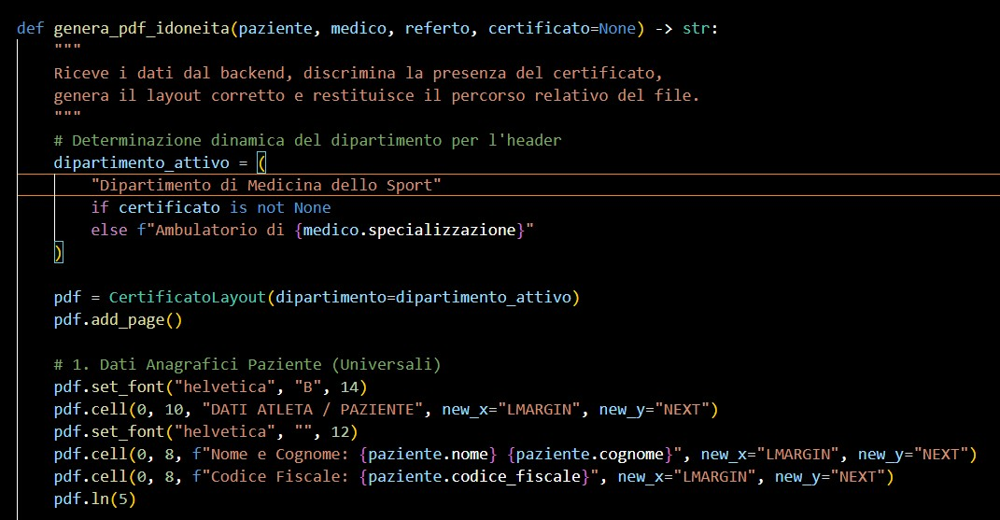 def genera_pdf_idoneita(paziente, medico, referto, certificato=None) -> str:
    """
    Riceve i dati dal backend, discrimina la presenza del certificato,
    genera il layout corretto e restituisce il percorso relativo del file.
    """
    # Determinazione dinamica del dipartimento per l'header
    dipartimento_attivo = (
        "Dipartimento di Medicina dello Sport"
        if certificato is not None
        else f"Ambulatorio di {medico.specializzazione}"
    )

    pdf = CertificatoLayout(dipartimento=dipartimento_attivo)
    pdf.add_page()

    # 1. Dati Anagrafici Paziente (Universali)
    pdf.set_font("helvetica", "B", 14)
    pdf.cell(0, 10, "DATI ATLETA / PAZIENTE", new_x="LMARGIN", new_y="NEXT")
    pdf.set_font("helvetica", "", 12)
    pdf.cell(0, 8, f"Nome e Cognome: {paziente.nome} {paziente.cognome}", new_x="LMARGIN", new_y="NEXT")
    pdf.cell(0, 8, f"Codice Fiscale: {paziente.codice_fiscale}", new_x="LMARGIN", new_y="NEXT")
    pdf.ln(5)